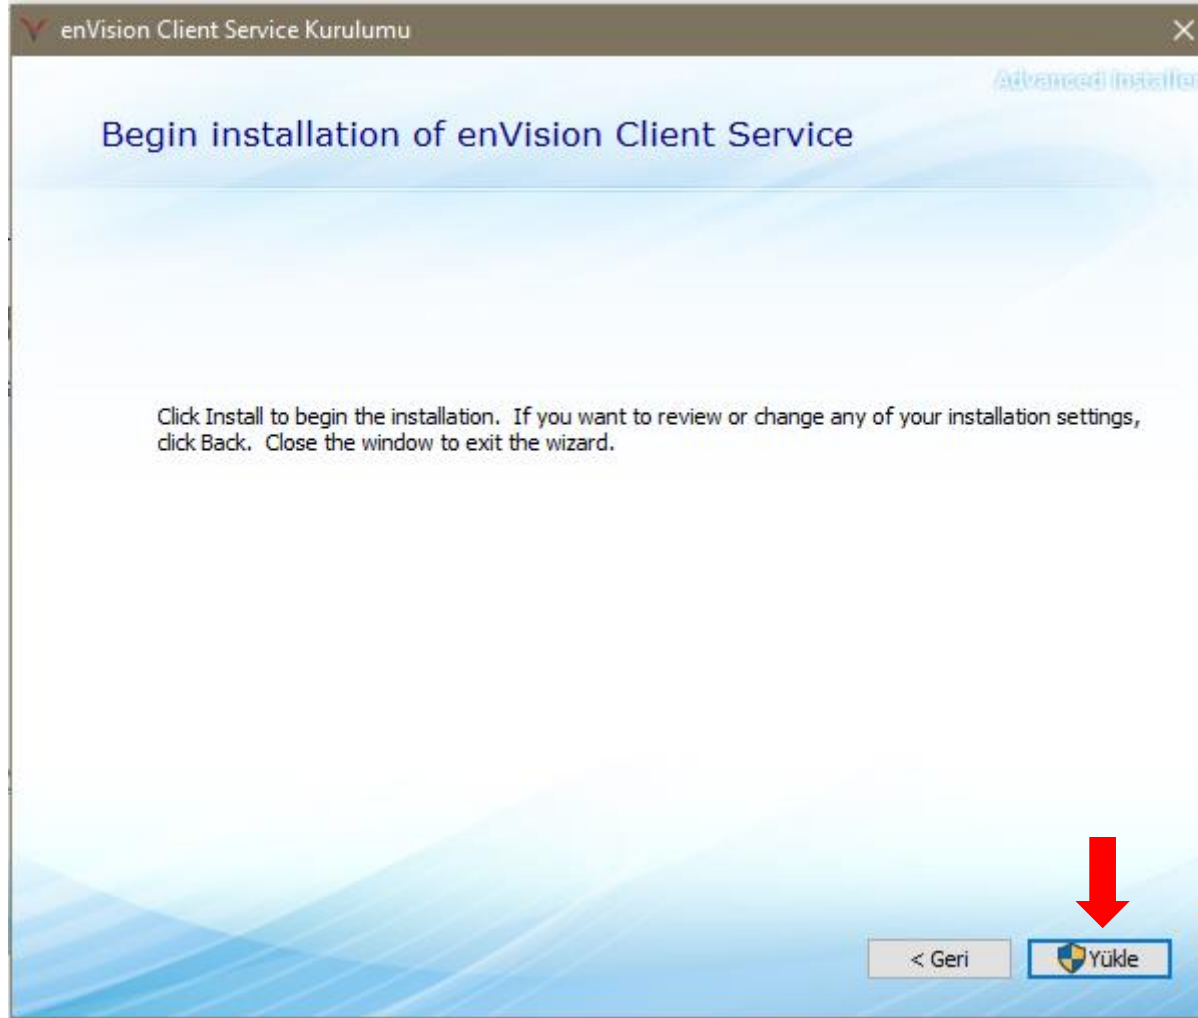 enVision Client Service Kurulumu
Advanced Installer
Begin installation of enVision Client Service
Click Install to begin the installation.  If you want to review or change any of your installation settings,
click Back.  Close the window to exit the wizard.
< Geri
Yükle